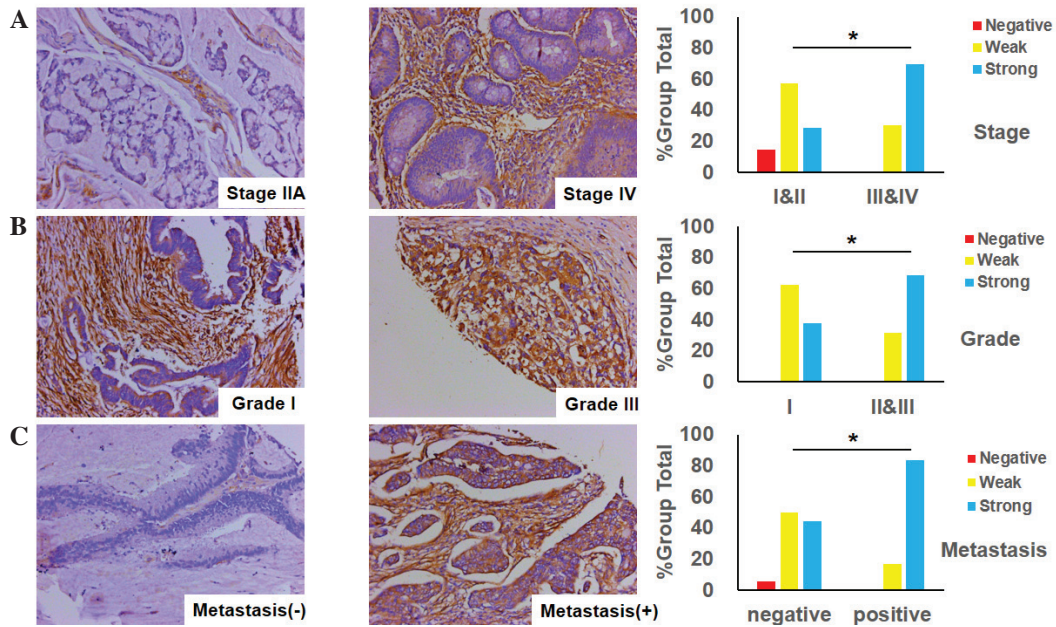 A
Stage IIA
Stage IV
%Group Total
100
80
60
40
20
0
*
Negative
Weak
Strong
Stage
I&II
III&IV
B
Grade I
Grade III
%Group Total
100
80
60
40
20
0
*
Negative
Weak
Strong
Grade
I
II&III
C
Metastasis(-)
Metastasis(+)
%Group Total
100
80
60
40
20
0
*
Negative
Weak
Strong
Metastasis
negative
positive